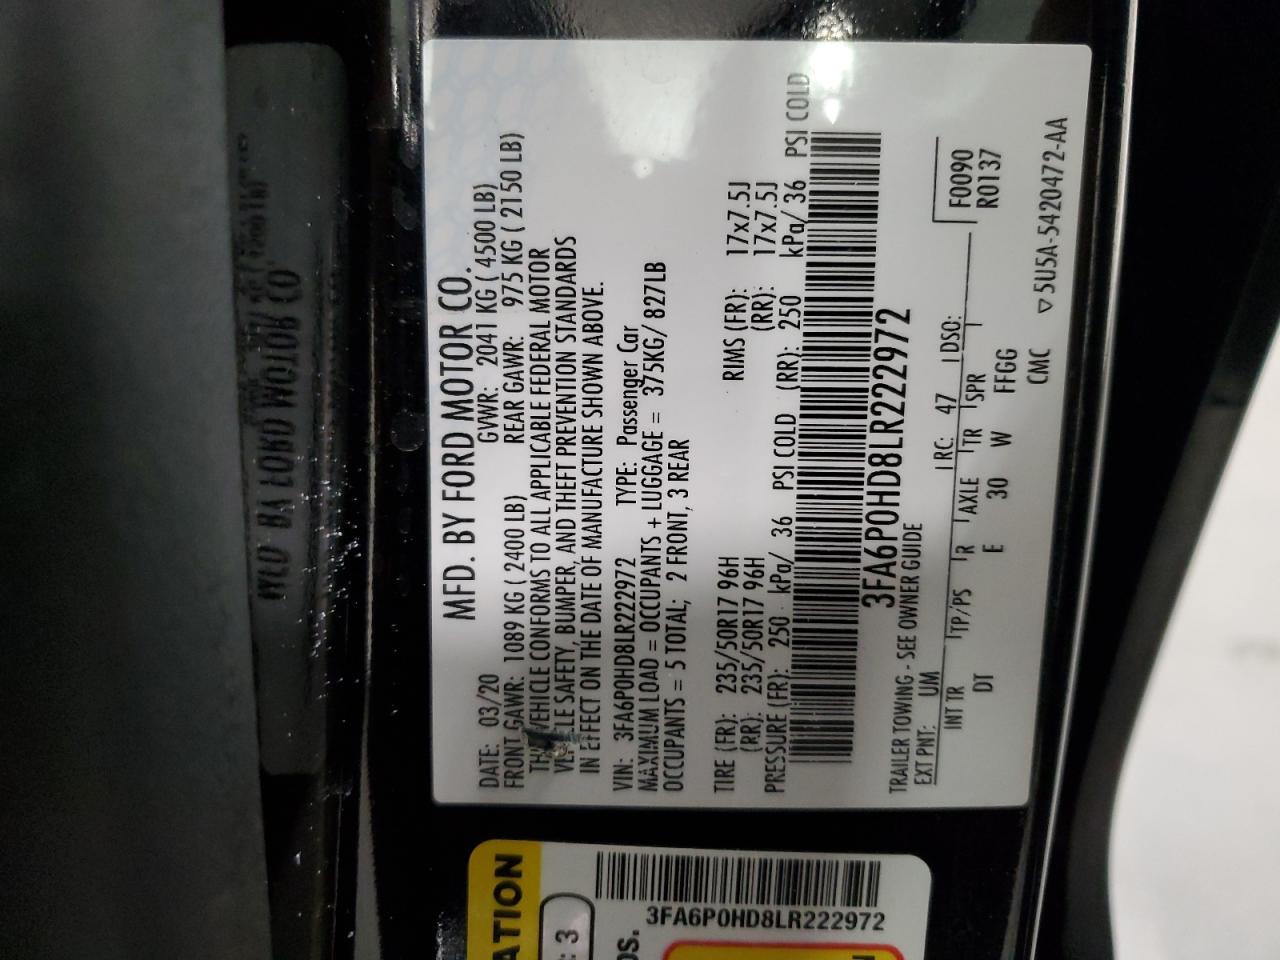 MFD. BY FORD MOTOR CO.
DATE: 03/20 GVWR: 2041 KG ( 4500 LB)
FRONT GAWR: 1089 KG ( 2400 LB) REAR GAWR: 975 KG ( 2150 LB)
VEHICLE CONFORMS TO ALL APPLICABLE FEDERAL MOTOR
SAFETY, BUMPER, AND THEFT PREVENTION STANDARDS
IN EFFECT ON THE DATE OF MANUFACTURE SHOWN ABOVE.
VIN: 3FA6P0HD8LR222972 TYPE: Passenger Car
MAXIMUM LOAD = OCCUPANTS + LUGGAGE = 375KG/ 827LB
OCCUPANTS = 5 TOTAL; 2 FRONT, 3 REAR
TIRE (FR): 235/50R17 96H RIMS (FR): 17x7.5J
(RR): 235/50R17 96H (RR): 17x7.5J
PRESSURE (FR): 250 kPa/ 36 PSI COLD (RR): 250 kPa/ 36 PSI COLD
3FA6P0HD8LR222972
TRAILER TOWING - SEE OWNER GUIDE
EXT PNT: UM RC: 47 DSO: F0090
INT TR TP/PS R AXLE TR SPR R0137
DT E 30 W FFGG
CMC ▽5U5A-5420472-AA
ATION
: 3
OS.
3FA6P0HD8LR222972